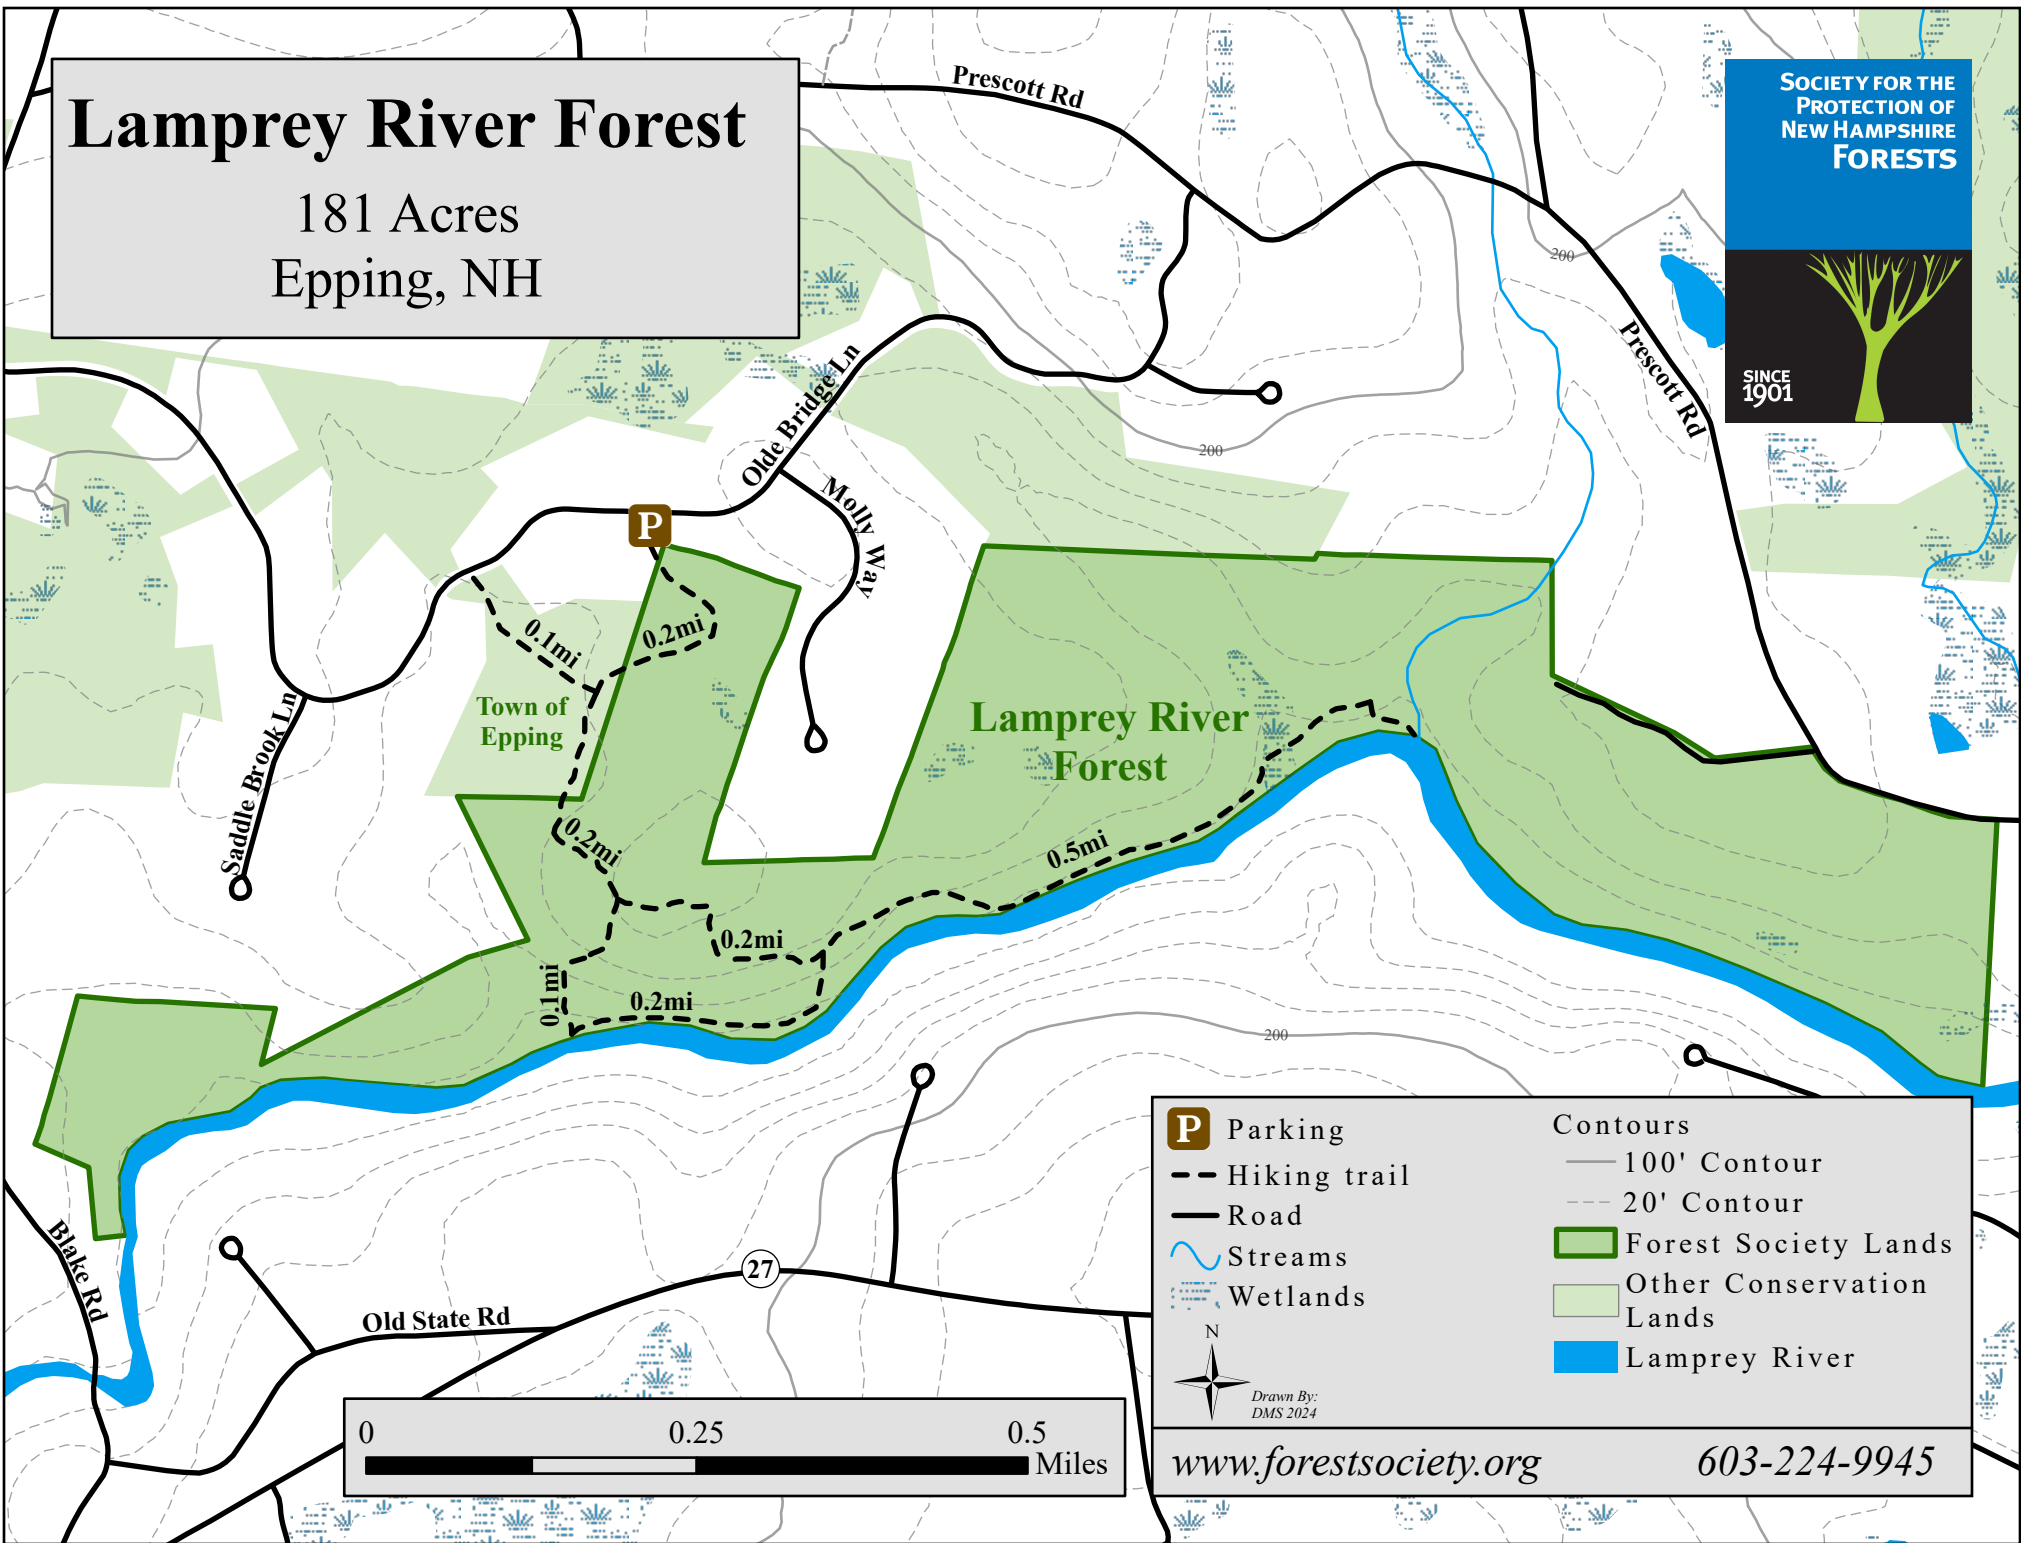 Lamprey River Forest
181 Acres
Epping, NH
Prescott Rd
SOCIETY FOR THE
PROTECTION OF
NEW HAMPSHIRE
FORESTS
SINCE
1901
200
Prescott Rd
Olde Bridge Ln
200
Molly Way
P
0.1mi
0.2mi
Town of
Epping
Lamprey River
Forest
Saddle Brook Ln
0.2mi
0.5mi
0.2mi
0.1mi
0.2mi
200
Blake Rd
27
Old State Rd
P Parking
Hiking trail
Road
Streams
Wetlands
N
Drawn By:
DMS 2024
Contours
100' Contour
20' Contour
Forest Society Lands
Other Conservation
Lands
Lamprey River
0 0.25 0.5
Miles
www.forestsociety.org 603-224-9945